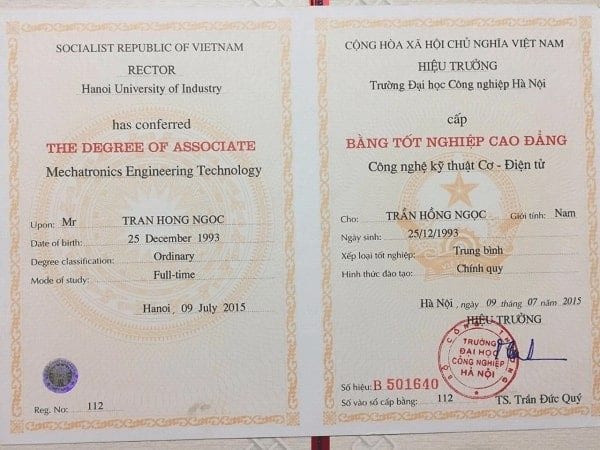 SOCIALIST REPUBLIC OF VIETNAM
RECTOR
Hanoi University of Industry
has conferred
THE DEGREE OF ASSOCIATE
Mechatronics Engineering Technology
Upon: Mr TRAN HONG NGOC
Date of birth: 25 December 1993
Degree classification: Ordinary
Mode of study: Full-time
Hanoi, 09 July 2015
Reg. No: 112
CỘNG HÒA XÃ HỘI CHỦ NGHĨA VIỆT NAM
HIỆU TRƯỞNG
Trường Đại học Công nghiệp Hà Nội
cấp
BẰNG TỐT NGHIỆP CAO ĐẲNG
Công nghệ kỹ thuật Cơ - Điện tử
Cho: TRẦN HỒNG NGỌC Giới tính: Nam
Ngày sinh: 25/12/1993
Xếp loại tốt nghiệp: Trung bình
Hình thức đào tạo: Chính quy
Hà Nội, ngày 09 tháng 07 năm 2015
HIỆU TRƯỞNG
BỘ CÔNG THƯƠNG
TRƯỜNG
ĐẠI HỌC
CÔNG NGHIỆP
HÀ NỘI
Số hiệu: B 501640
Số vào sổ cấp bằng: 112 TS. Trần Đức Quý